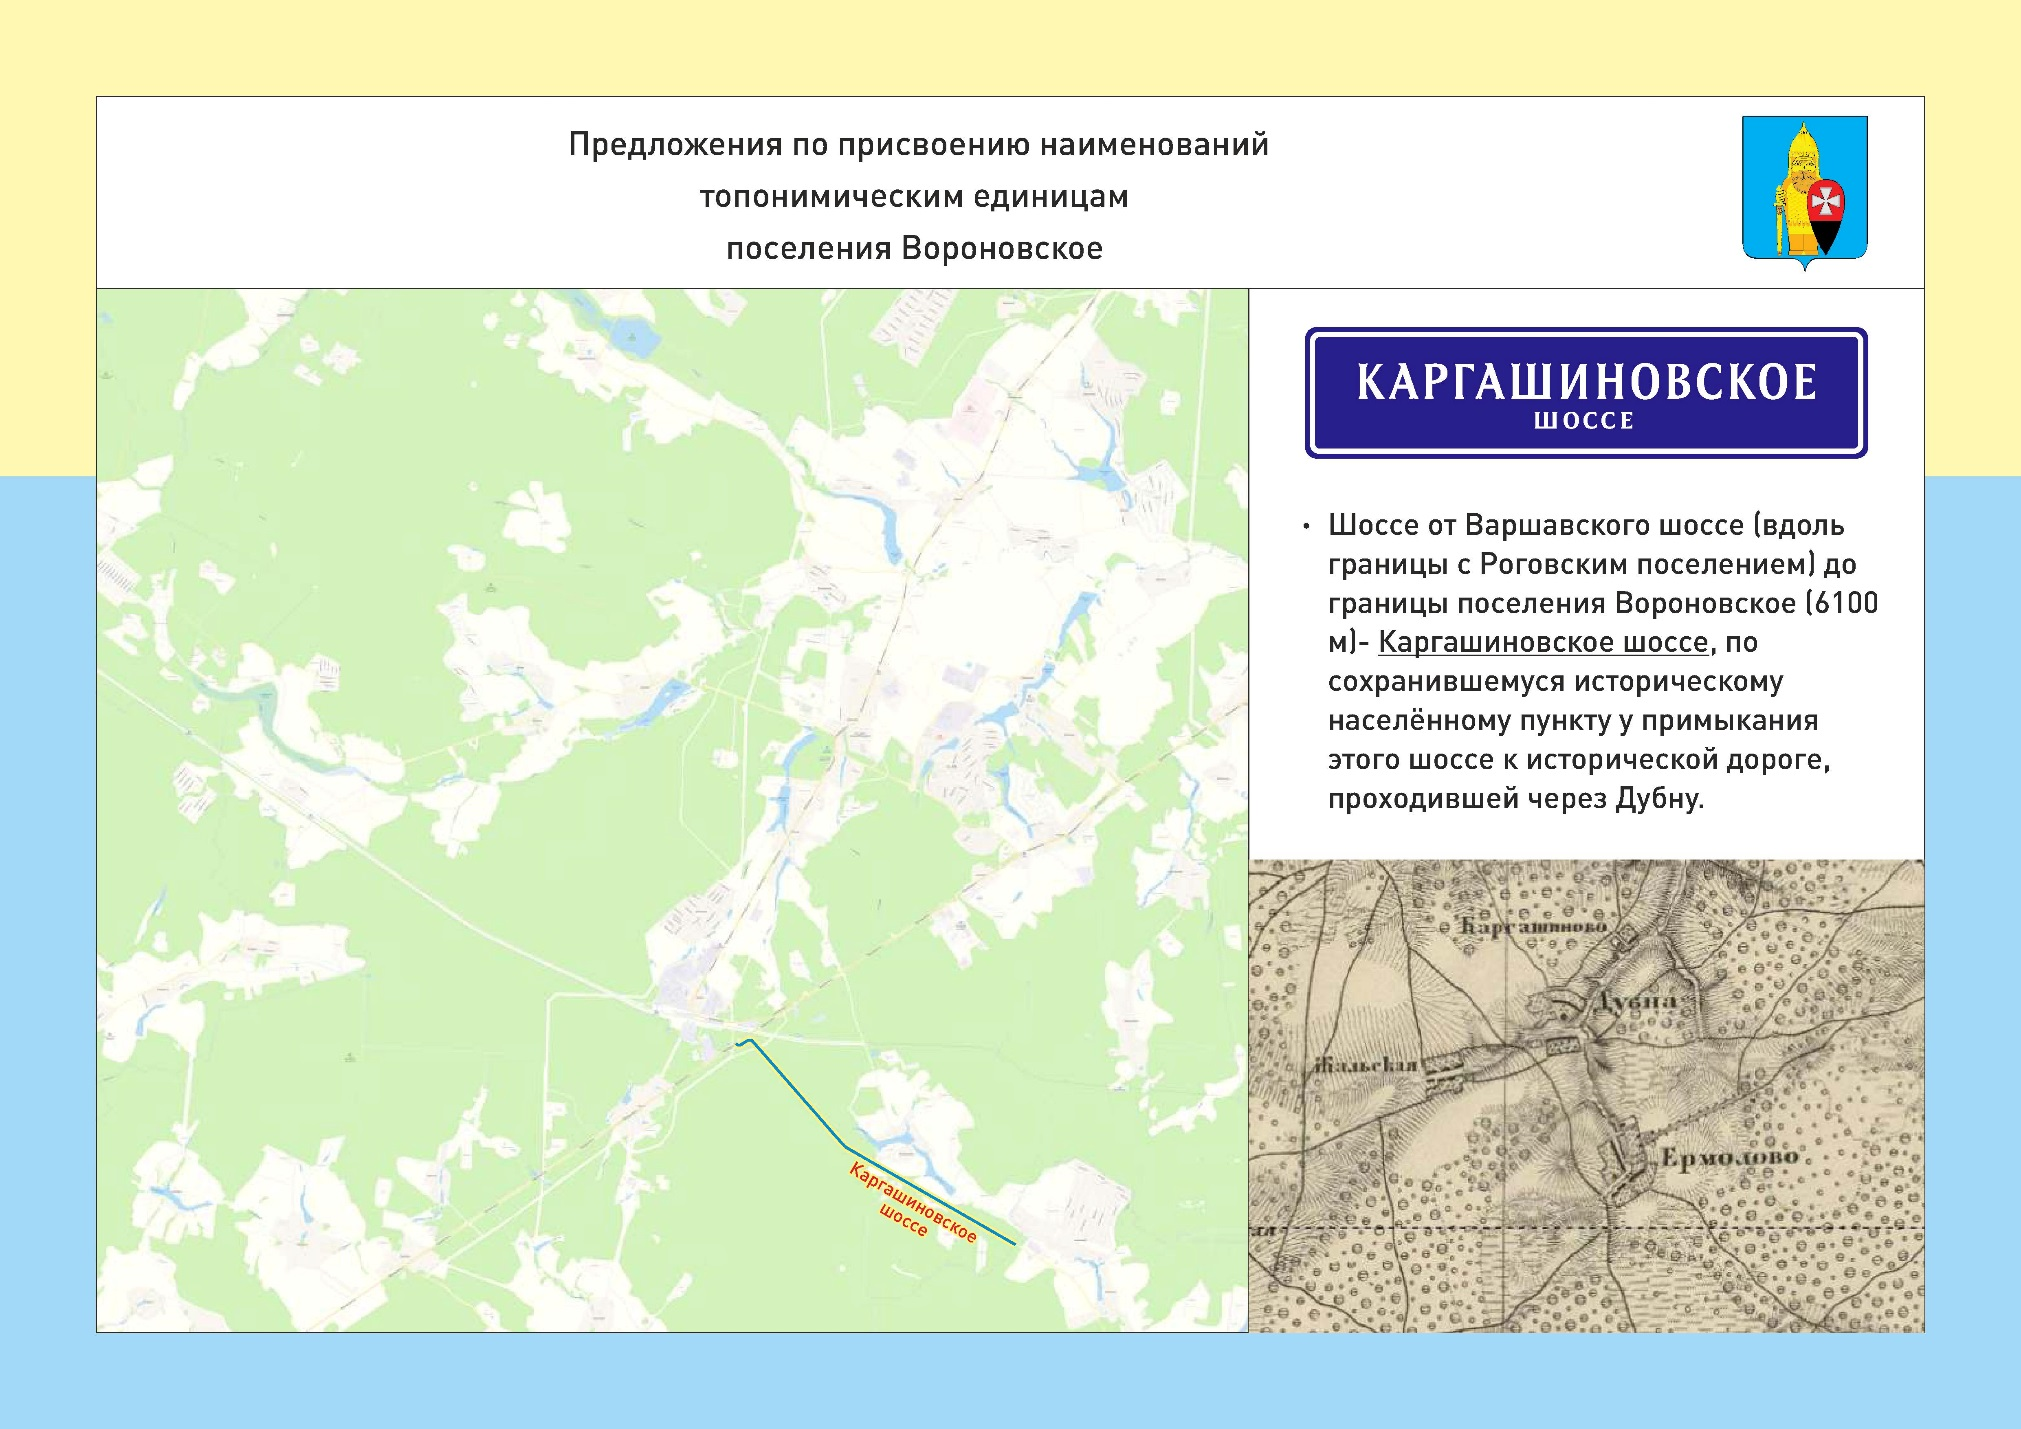 Предложения по присвоению наименований
топонимическим единицам
поселения Вороновское
КАРГАШИНОВСКОЕ
ШОССЕ
• Шоссе от Варшавского шоссе (вдоль
границы с Роговским поселением) до
границы поселения Вороновское (6100
м)- Каргашиновское шоссе, по
сохранившемуся историческому
населённому пункту у примыкания
этого шоссе к исторической дороге,
проходившей через Дубну.
Каргашиновское
шоссе
Каргашиново
Дубна
Жальская
Ермолово